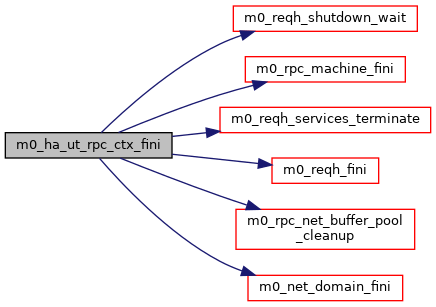 m0_reqh_shutdown_wait
m0_rpc_machine_fini
m0_reqh_services_terminate
m0_ha_ut_rpc_ctx_fini
m0_reqh_fini
m0_rpc_net_buffer_pool
_cleanup
m0_net_domain_fini